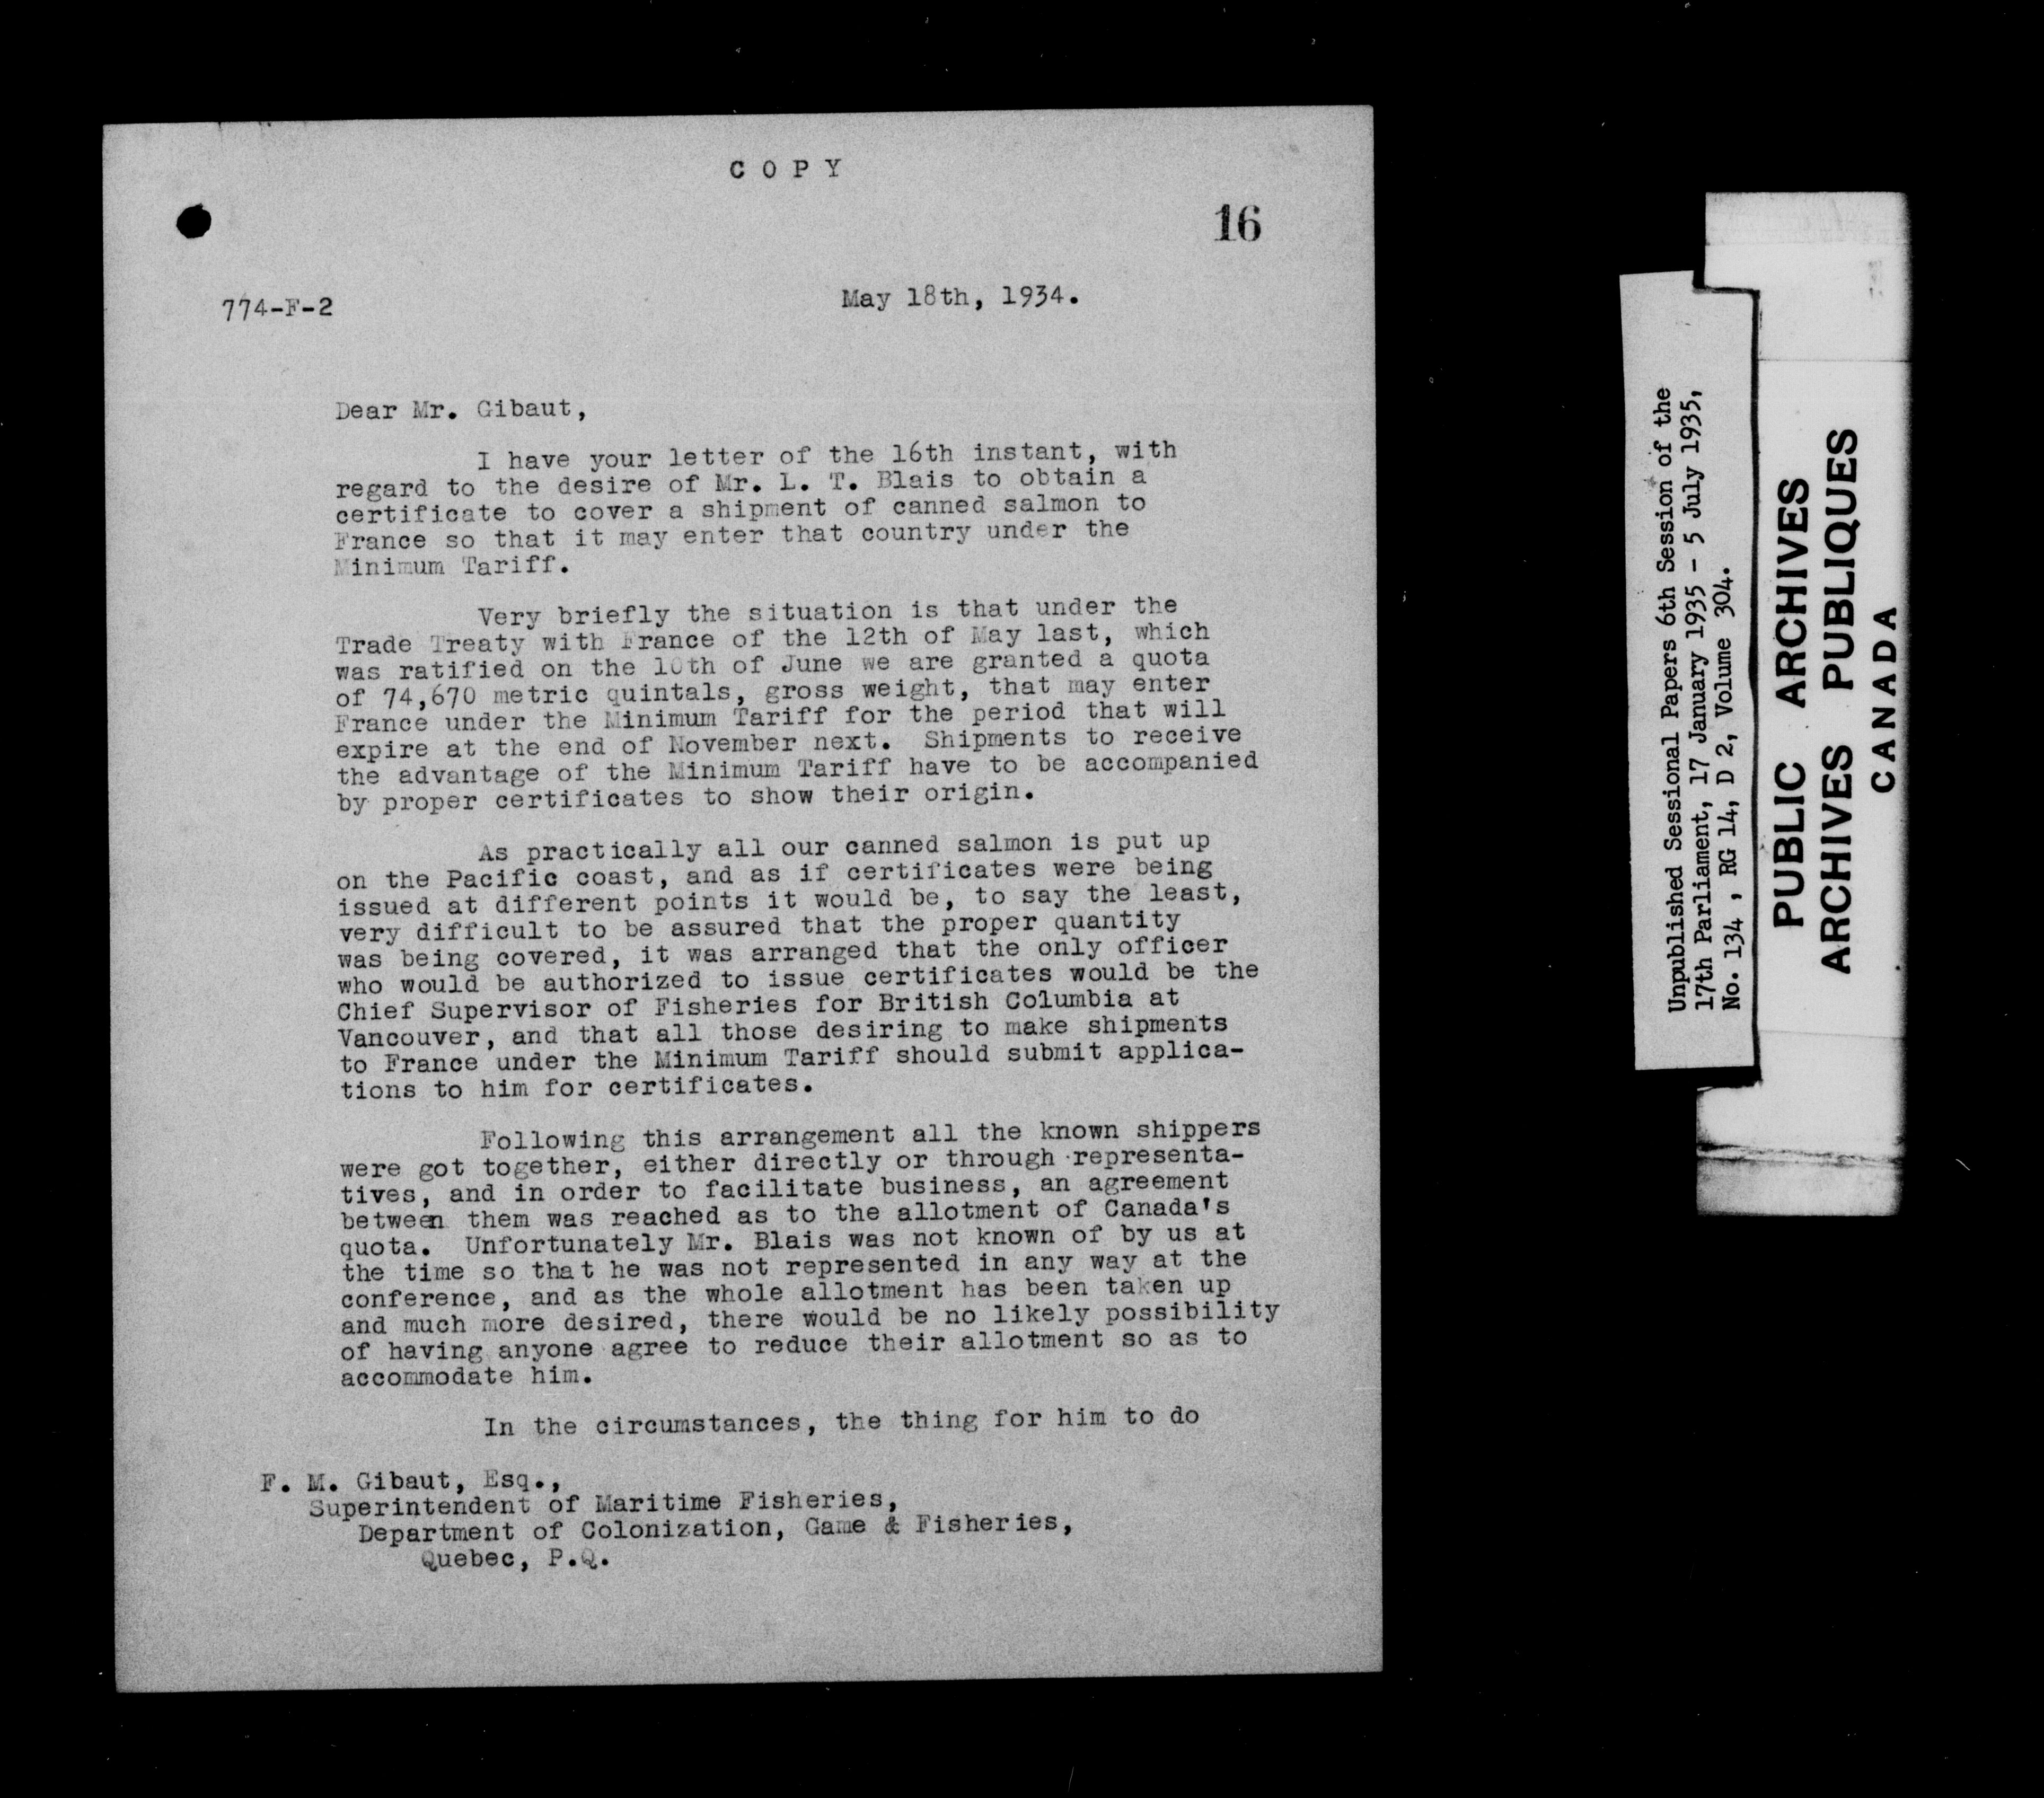 COPY
16
774-F-2
May 18th, 1934.
Dear Mr. Gibaut,
I have your letter of the 16th instant, with
regard to the desire of Mr. L. T. Blais to obtain a
certificate to cover a shipment of canned salmon to
France so that it may enter that country under the
Minimum Tariff.
Very briefly the situation is that under the
Trade Treaty with France of the 12th of May last, which
was ratified on the 10th of June we are granted a quota
of 74,670 metric quintals, gross weight, that may enter
France under the Minimum Tariff for the period that will
expire at the end of November next. Shipments to receive
the advantage of the Minimum Tariff have to be accompanied
by proper certificates to show their origin.
As practically all our canned salmon is put up
on the Pacific coast, and as if certificates were being
issued at different points it would be, to say the least,
very difficult to be assured that the proper quantity
was being covered, it was arranged that the only officer
who would be authorized to issue certificates would be the
Chief Supervisor of Fisheries for British Columbia at
Vancouver, and that all those desiring to make shipments
to France under the Minimum Tariff should submit applica-
tions to him for certificates.
Following this arrangement all the known shippers
were got together, either directly or through representa-
tives, and in order to facilitate business, an agreement
between them was reached as to the allotment of Canada's
quota. Unfortunately Mr. Blais was not known of by us at
the time so that he was not represented in any way at the
conference, and as the whole allotment has been taken up
and much more desired, there would be no likely possibility
of having anyone agree to reduce their allotment so as to
accommodate him.
In the circumstances, the thing for him to do
F. M. Gibaut, Esq.,
Superintendent of Maritime Fisheries,
Department of Colonization, Game & Fisheries,
Quebec, P.Q.
Unpublished Sessional Papers 6th Session of the
17th Parliament, 17 January 1935 - 5 July 1935,
No. 134 , RG 14, D 2, Volume 304.
PUBLIC ARCHIVES
ARCHIVES PUBLIQUES
CANADA